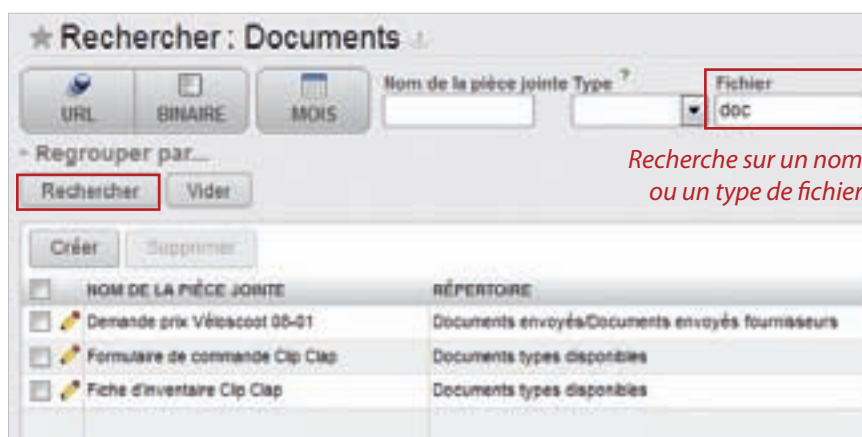 Rechercher : Documents
URL BINAIRE MOIS Nom de la pièce jointe Type ? Fichier
doc
Regrouper par...
Recherche sur un nom
ou un type de fichier
Rechercher Vider
Créer Supprimer
NOM DE LA PIÈCE JOINTE RÉPERTOIRE
Demande prix Véloscoot 08-01 Documents envoyés/Documents envoyés fournisseurs
Formulaire de commande Clip Clap Documents types disponibles
Fiche d'inventaire Clip Clap Documents types disponibles